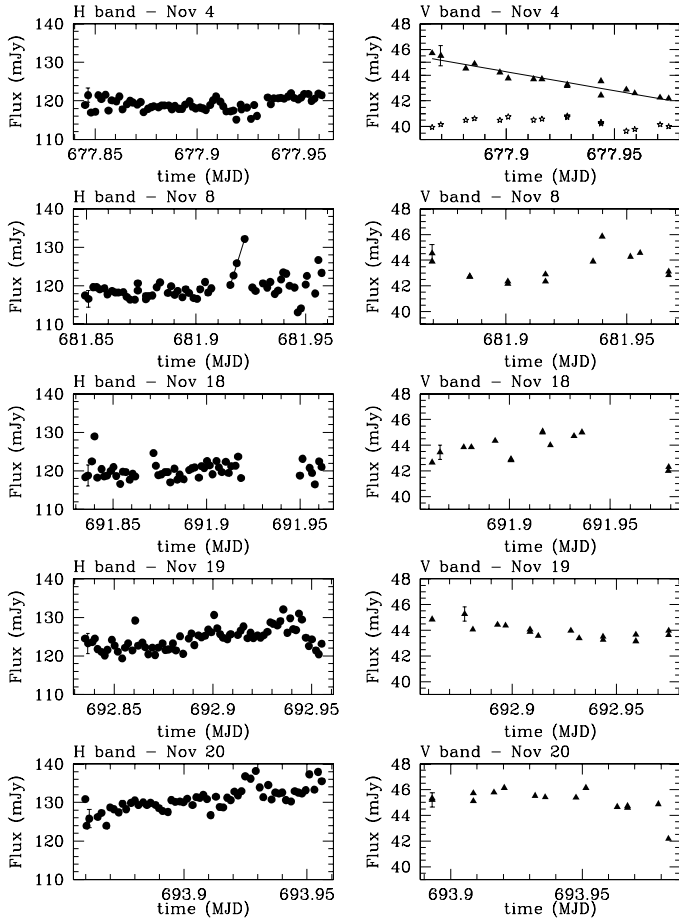 H band – Nov 4
Flux (mJy)
140
130
120
110
677.85 677.9 677.95
time (MJD)
V band – Nov 4
Flux (mJy)
48
46
44
42
40
677.9 677.95
time (MJD)
H band – Nov 8
Flux (mJy)
140
130
120
110
681.85 681.9 681.95
time (MJD)
V band – Nov 8
Flux (mJy)
48
46
44
42
40
681.9 681.95
time (MJD)
H band – Nov 18
Flux (mJy)
140
130
120
110
691.85 691.9 691.95
time (MJD)
V band – Nov 18
Flux (mJy)
48
46
44
42
40
691.9 691.95
time (MJD)
H band – Nov 19
Flux (mJy)
140
130
120
110
692.85 692.9 692.95
time (MJD)
V band – Nov 19
Flux (mJy)
48
46
44
42
40
692.9 692.95
time (MJD)
H band – Nov 20
Flux (mJy)
140
130
120
110
693.9 693.95
time (MJD)
V band – Nov 20
Flux (mJy)
48
46
44
42
40
693.9 693.95
time (MJD)